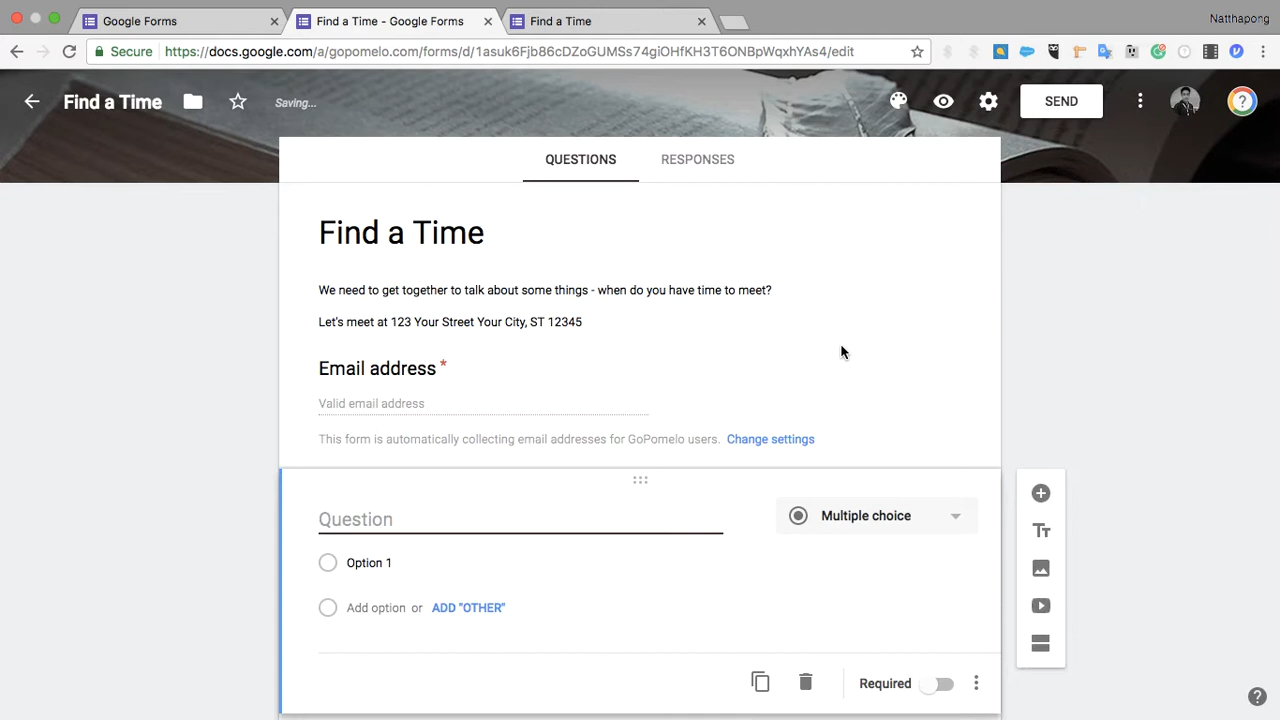 Google Forms
Find a Time - Google Forms
Find a Time
Natthapong
Secure
https://docs.google.com/a/gopomelo.com/forms/d/1asuk6Fjb86cDZoGUMSs74giOHfKH3T6ONBpWqxhYAs4/edit
Find a Time
Saving...
SEND
QUESTIONS
RESPONSES
Find a Time
We need to get together to talk about some things - when do you have time to meet?
Let's meet at 123 Your Street Your City, ST 12345
Email address *
Valid email address
This form is automatically collecting email addresses for GoPomelo users. Change settings
Question
Multiple choice
Option 1
Add option or ADD "OTHER"
Required